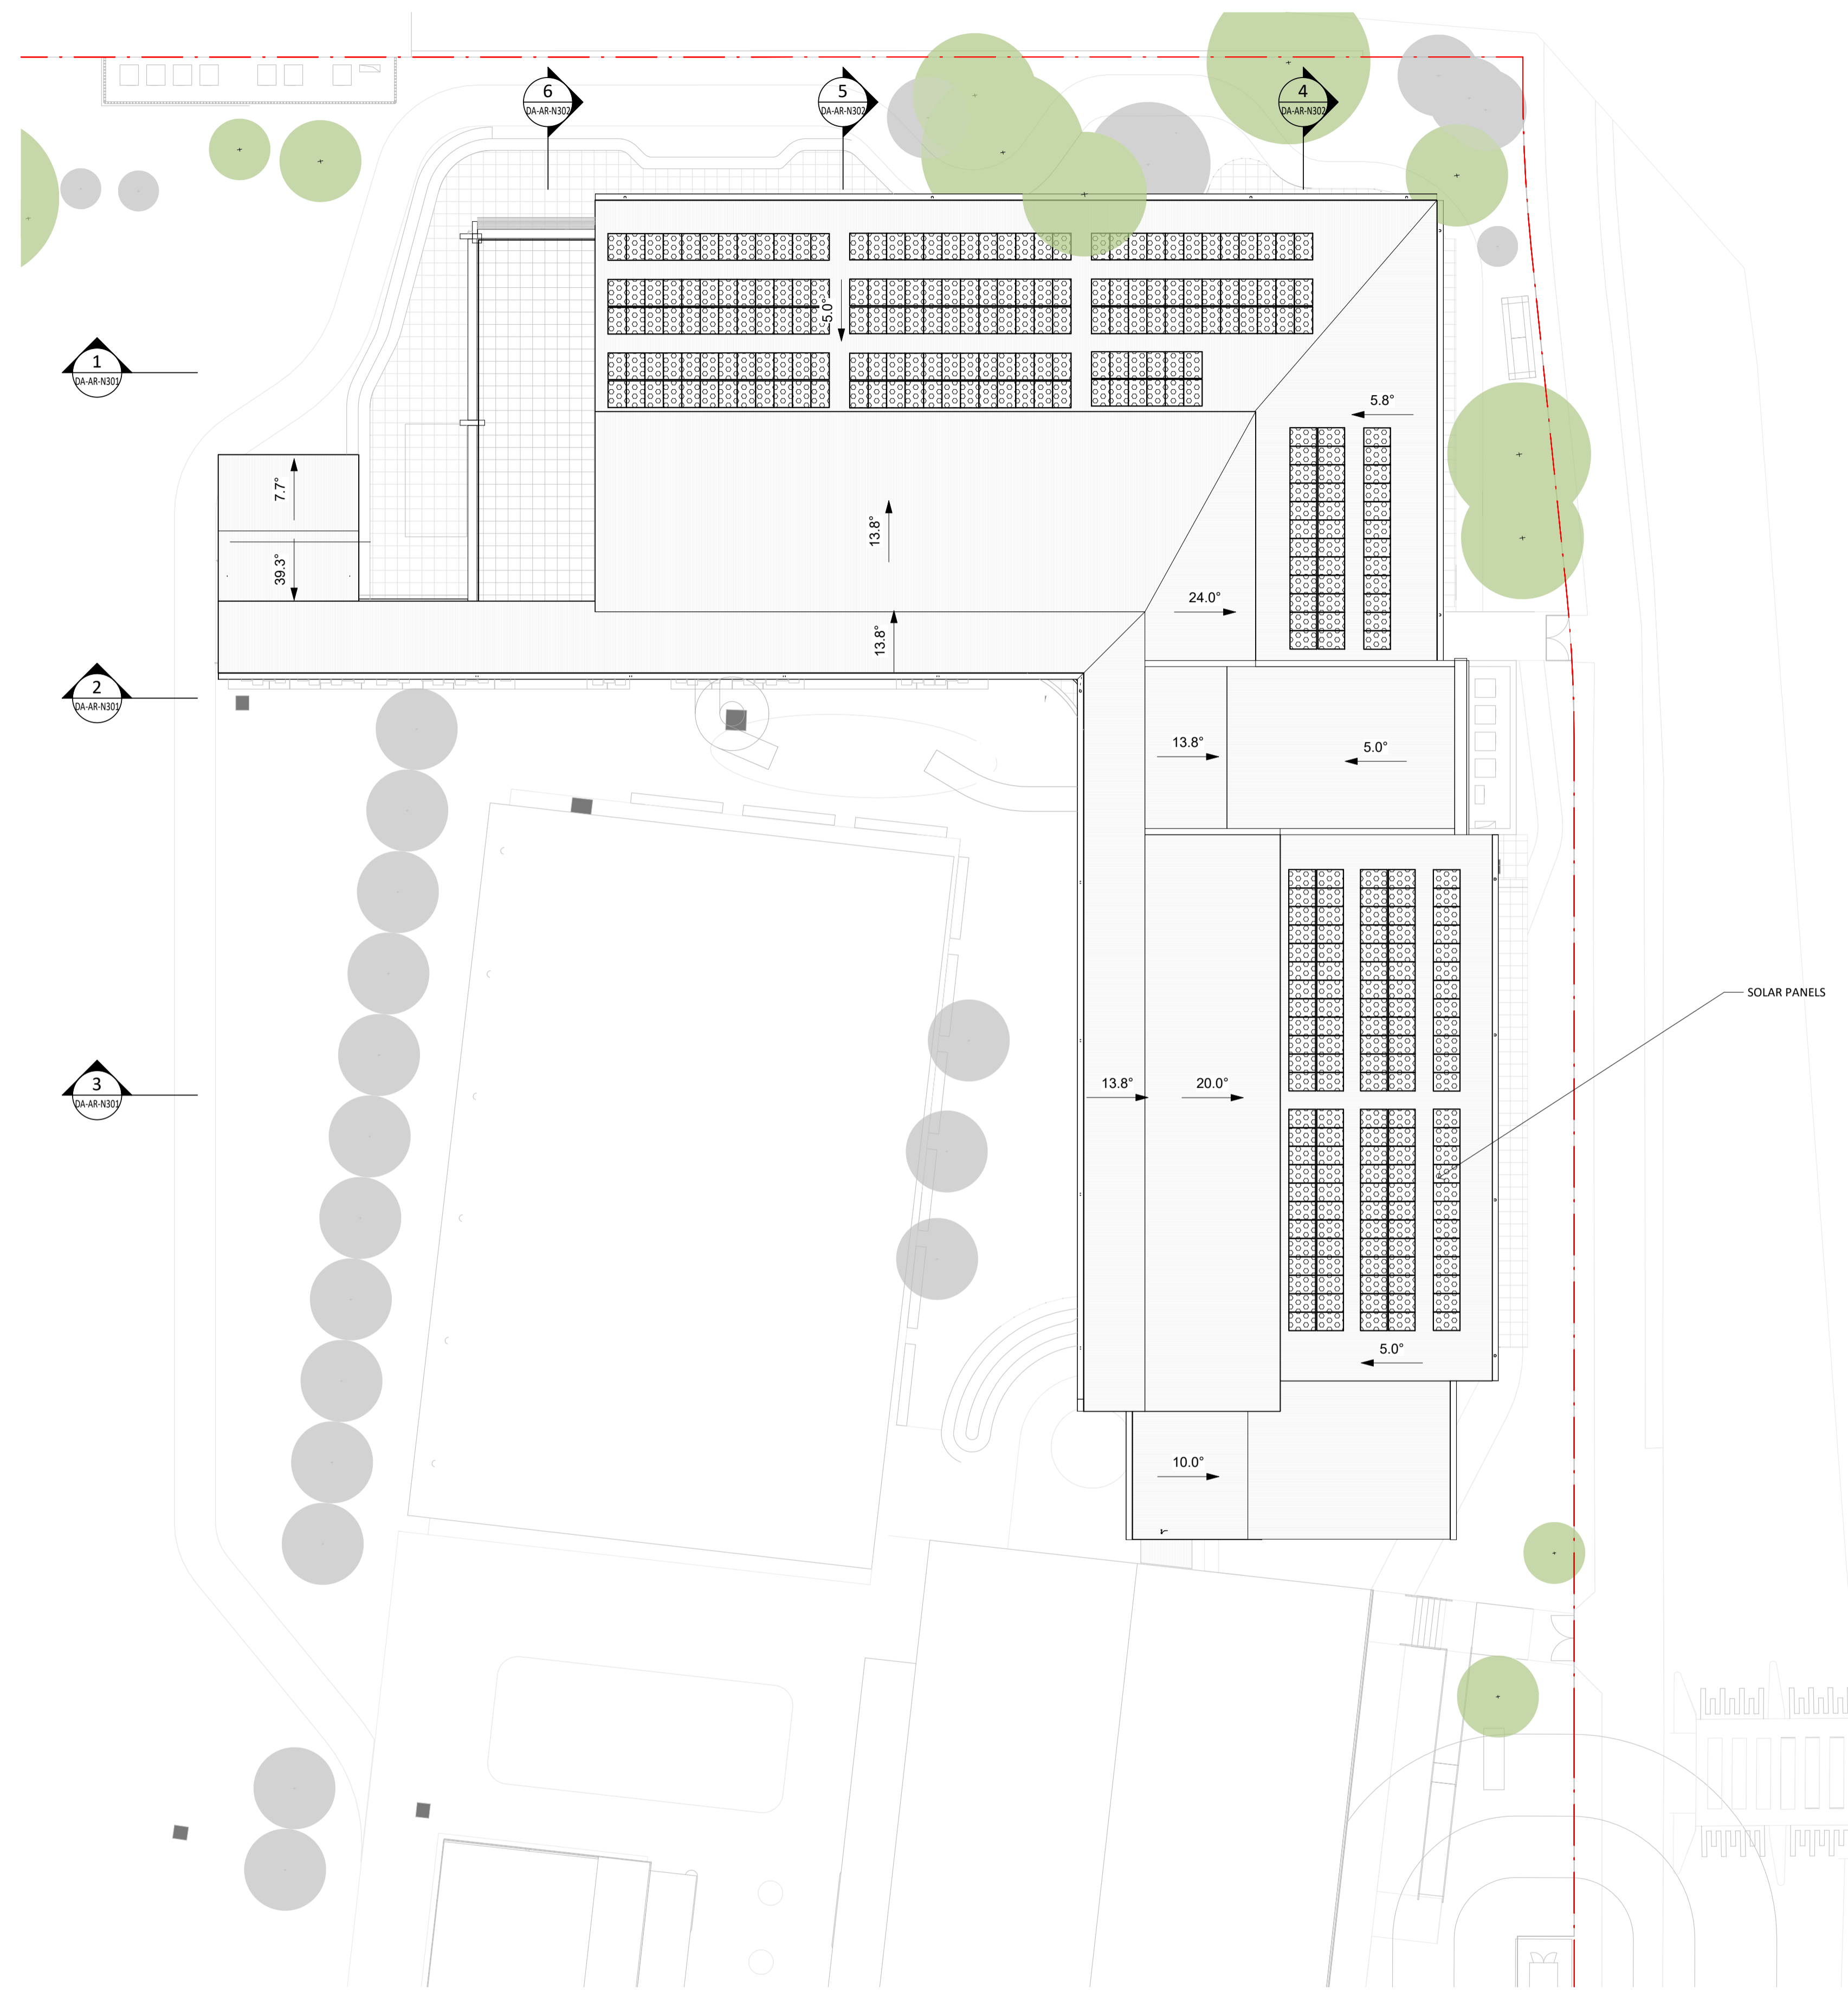 6
DA-AR-N302
5
DA-AR-N302
4
DA-AR-N302
5.0°
1
DA-AR-N301
5.8°
7.7°
13.8°
39.3°
24.0°
13.8°
2
DA-AR-N301
13.8°
5.0°
SOLAR PANELS
3
DA-AR-N301
13.8°
20.0°
5.0°
10.0°